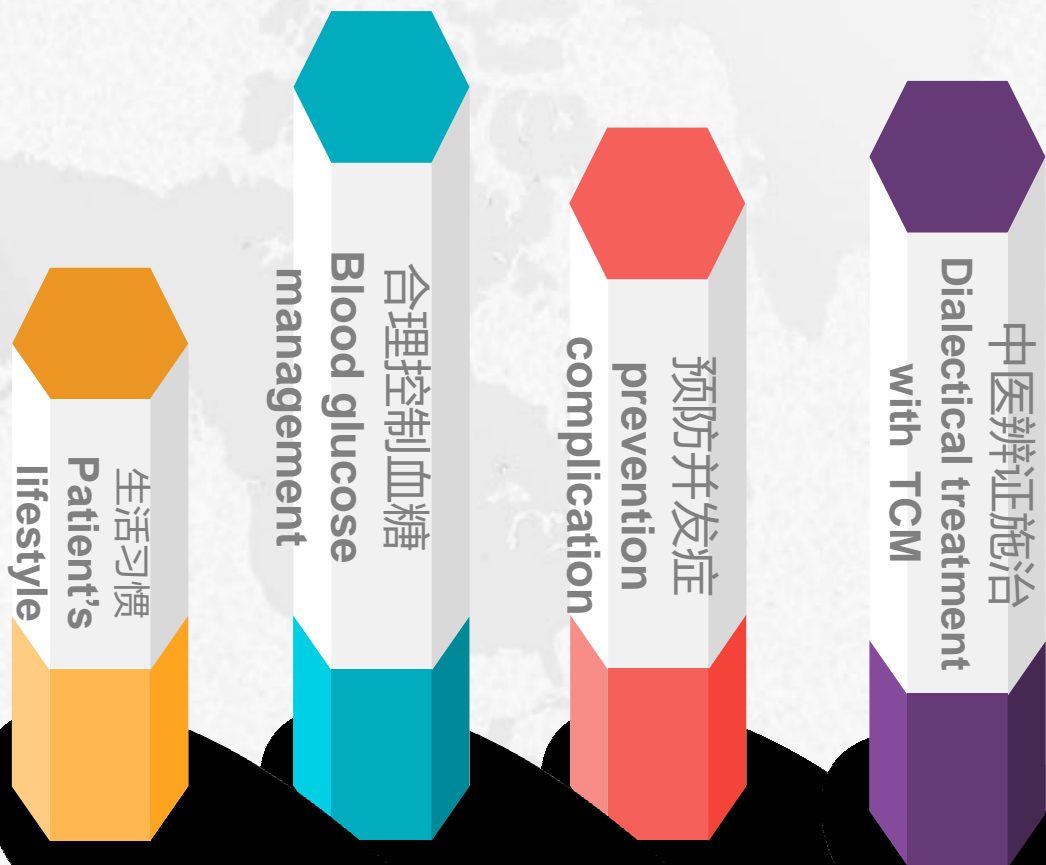 生活习惯
Patient’s
lifestyle
合理控制血糖
Blood glucose
management
预防并发症
prevention
complication
中医辨证施治
Dialectical treatment
with TCM